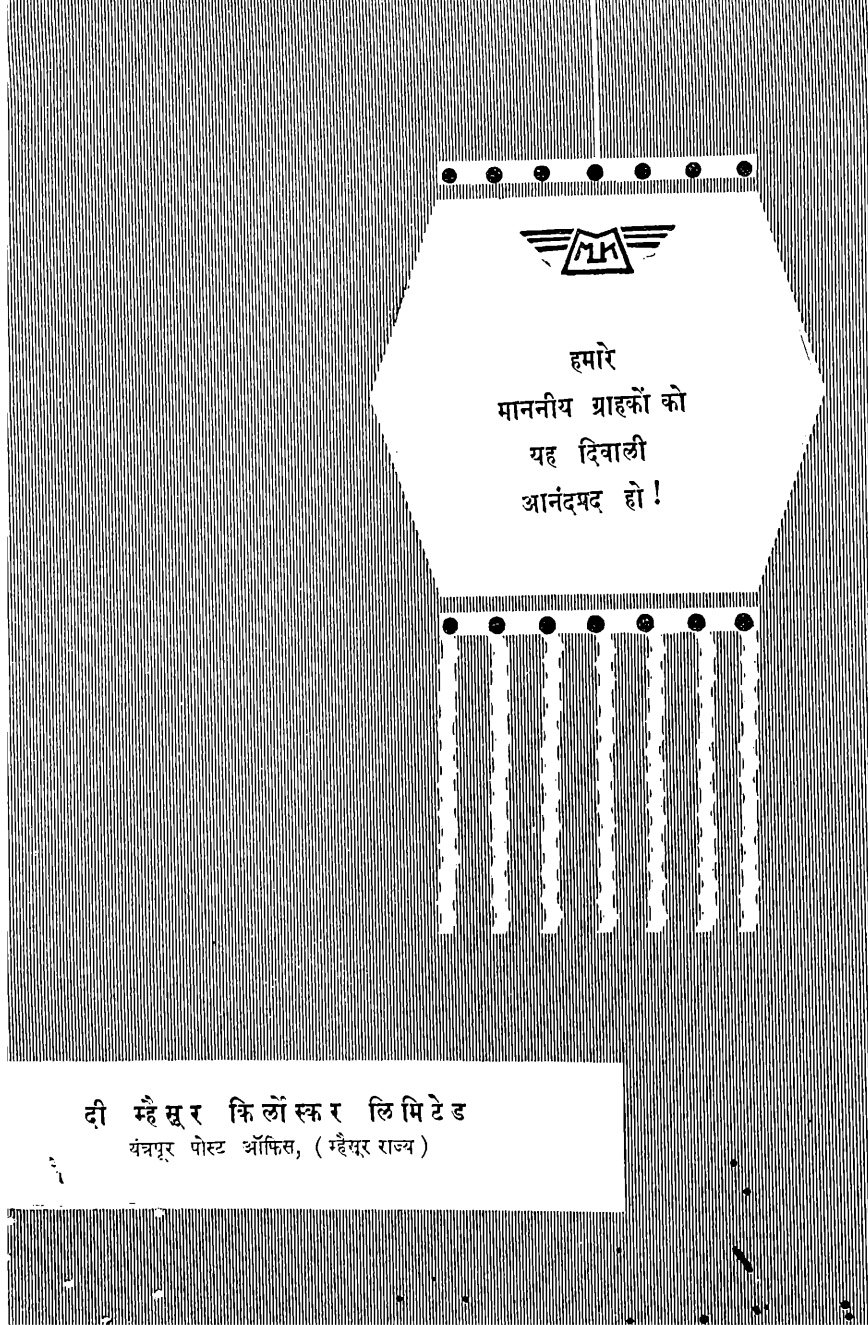 MK
हमारे
माननीय ग्राहकों को
यह दिवाली
आनंदप्रद हो !
दी म्हैसूर किर्लोस्कर लिमिटेड
यंत्रपूर पोस्ट ऑफिस, ( म्हैसूर राज्य )